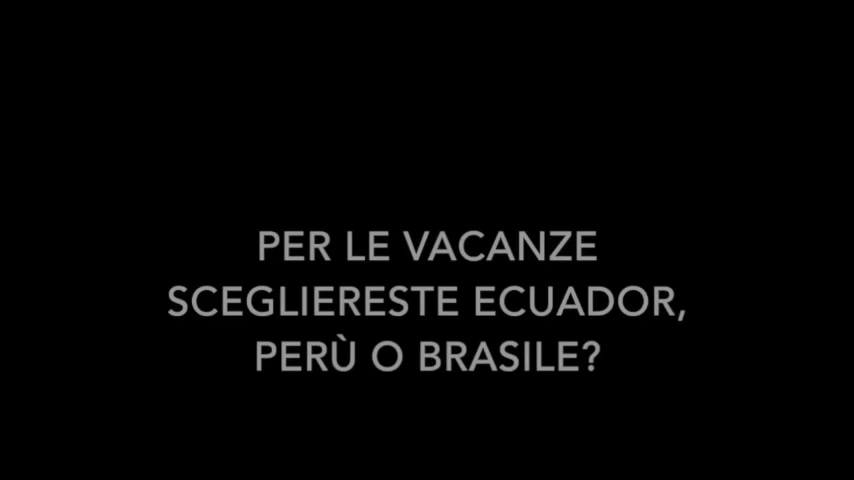 PER LE VACANZE
SCEGLIERESTE ECUADOR,
PERÙ O BRASILE?